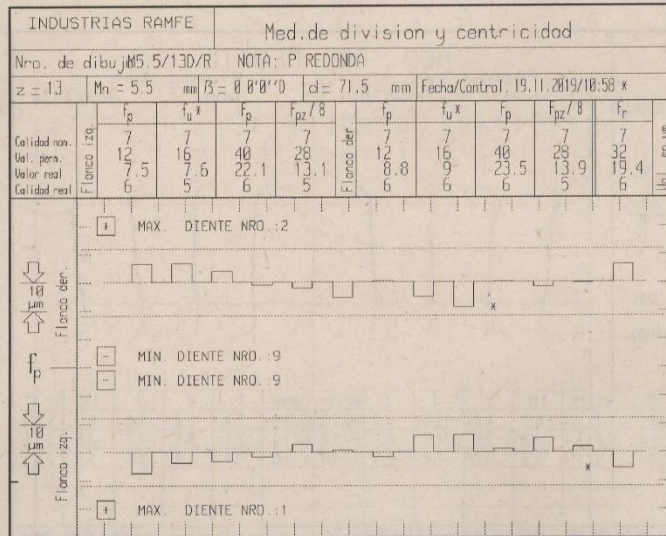 INDUSTRIAS RAMFE
Med.de division y centricidad
Nro. de dibujM5.5/13D/R NOTA: P REDONDA
z = 13 Mn = 5.5 mm β = 0 0'0''D d= 71.5 mm Fecha/Control. 19.11.2019/10:58 *
fp fu* Fp Fpz/8 fp fu* Fp Fpz/8 Fr
Calidad nom. 7 7 7 7 7 7 7 7 7
Val. perm. 12 16 40 28 12 16 40 28 32
Valor real 7.5 7.6 22.1 13.1 8.8 9 23.5 13.9 19.4
Calidad real 6 5 6 5 6 6 6 5 6
Flanco izq
Flanco der.
+ MAX. DIENTE NRO.:2
10 µm
Flanco der.
*
fp
- MIN. DIENTE NRO.:9
- MIN. DIENTE NRO.:9
10 µm
Flanco izq.
*
+ MAX. DIENTE NRO.:1